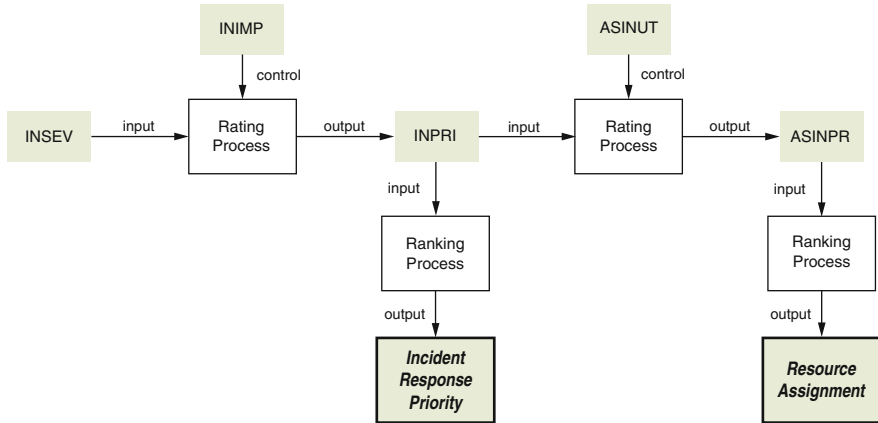 INIMP
ASINUT
control
control
INSEV
input
Rating
Process
output
INPRI
input
Rating
Process
output
ASINPR
input
input
Ranking
Process
Ranking
Process
output
output
Incident
Response
Priority
Resource
Assignment